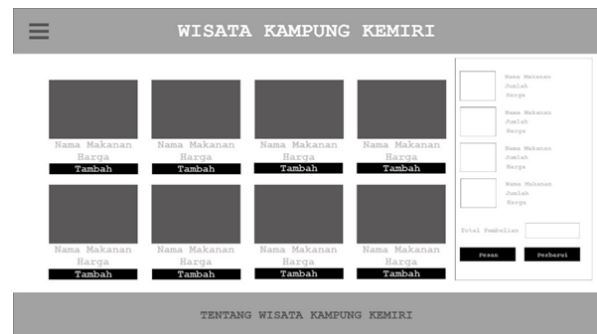 WISATA KAMPUNG KEMIRI
Nama Makanan Nama Makanan Nama Makanan Nama Makanan
Harga Harga Harga Harga
Tambah Tambah Tambah Tambah
Nama Makanan Nama Makanan Nama Makanan Nama Makanan
Harga Harga Harga Harga
Tambah Tambah Tambah Tambah
Nama Makanan
Jumlah
Harga
Nama Makanan
Jumlah
Harga
Nama Makanan
Jumlah
Harga
Nama Makanan
Jumlah
Harga
Total Pembelian
Pesan Perbarui
TENTANG WISATA KAMPUNG KEMIRI